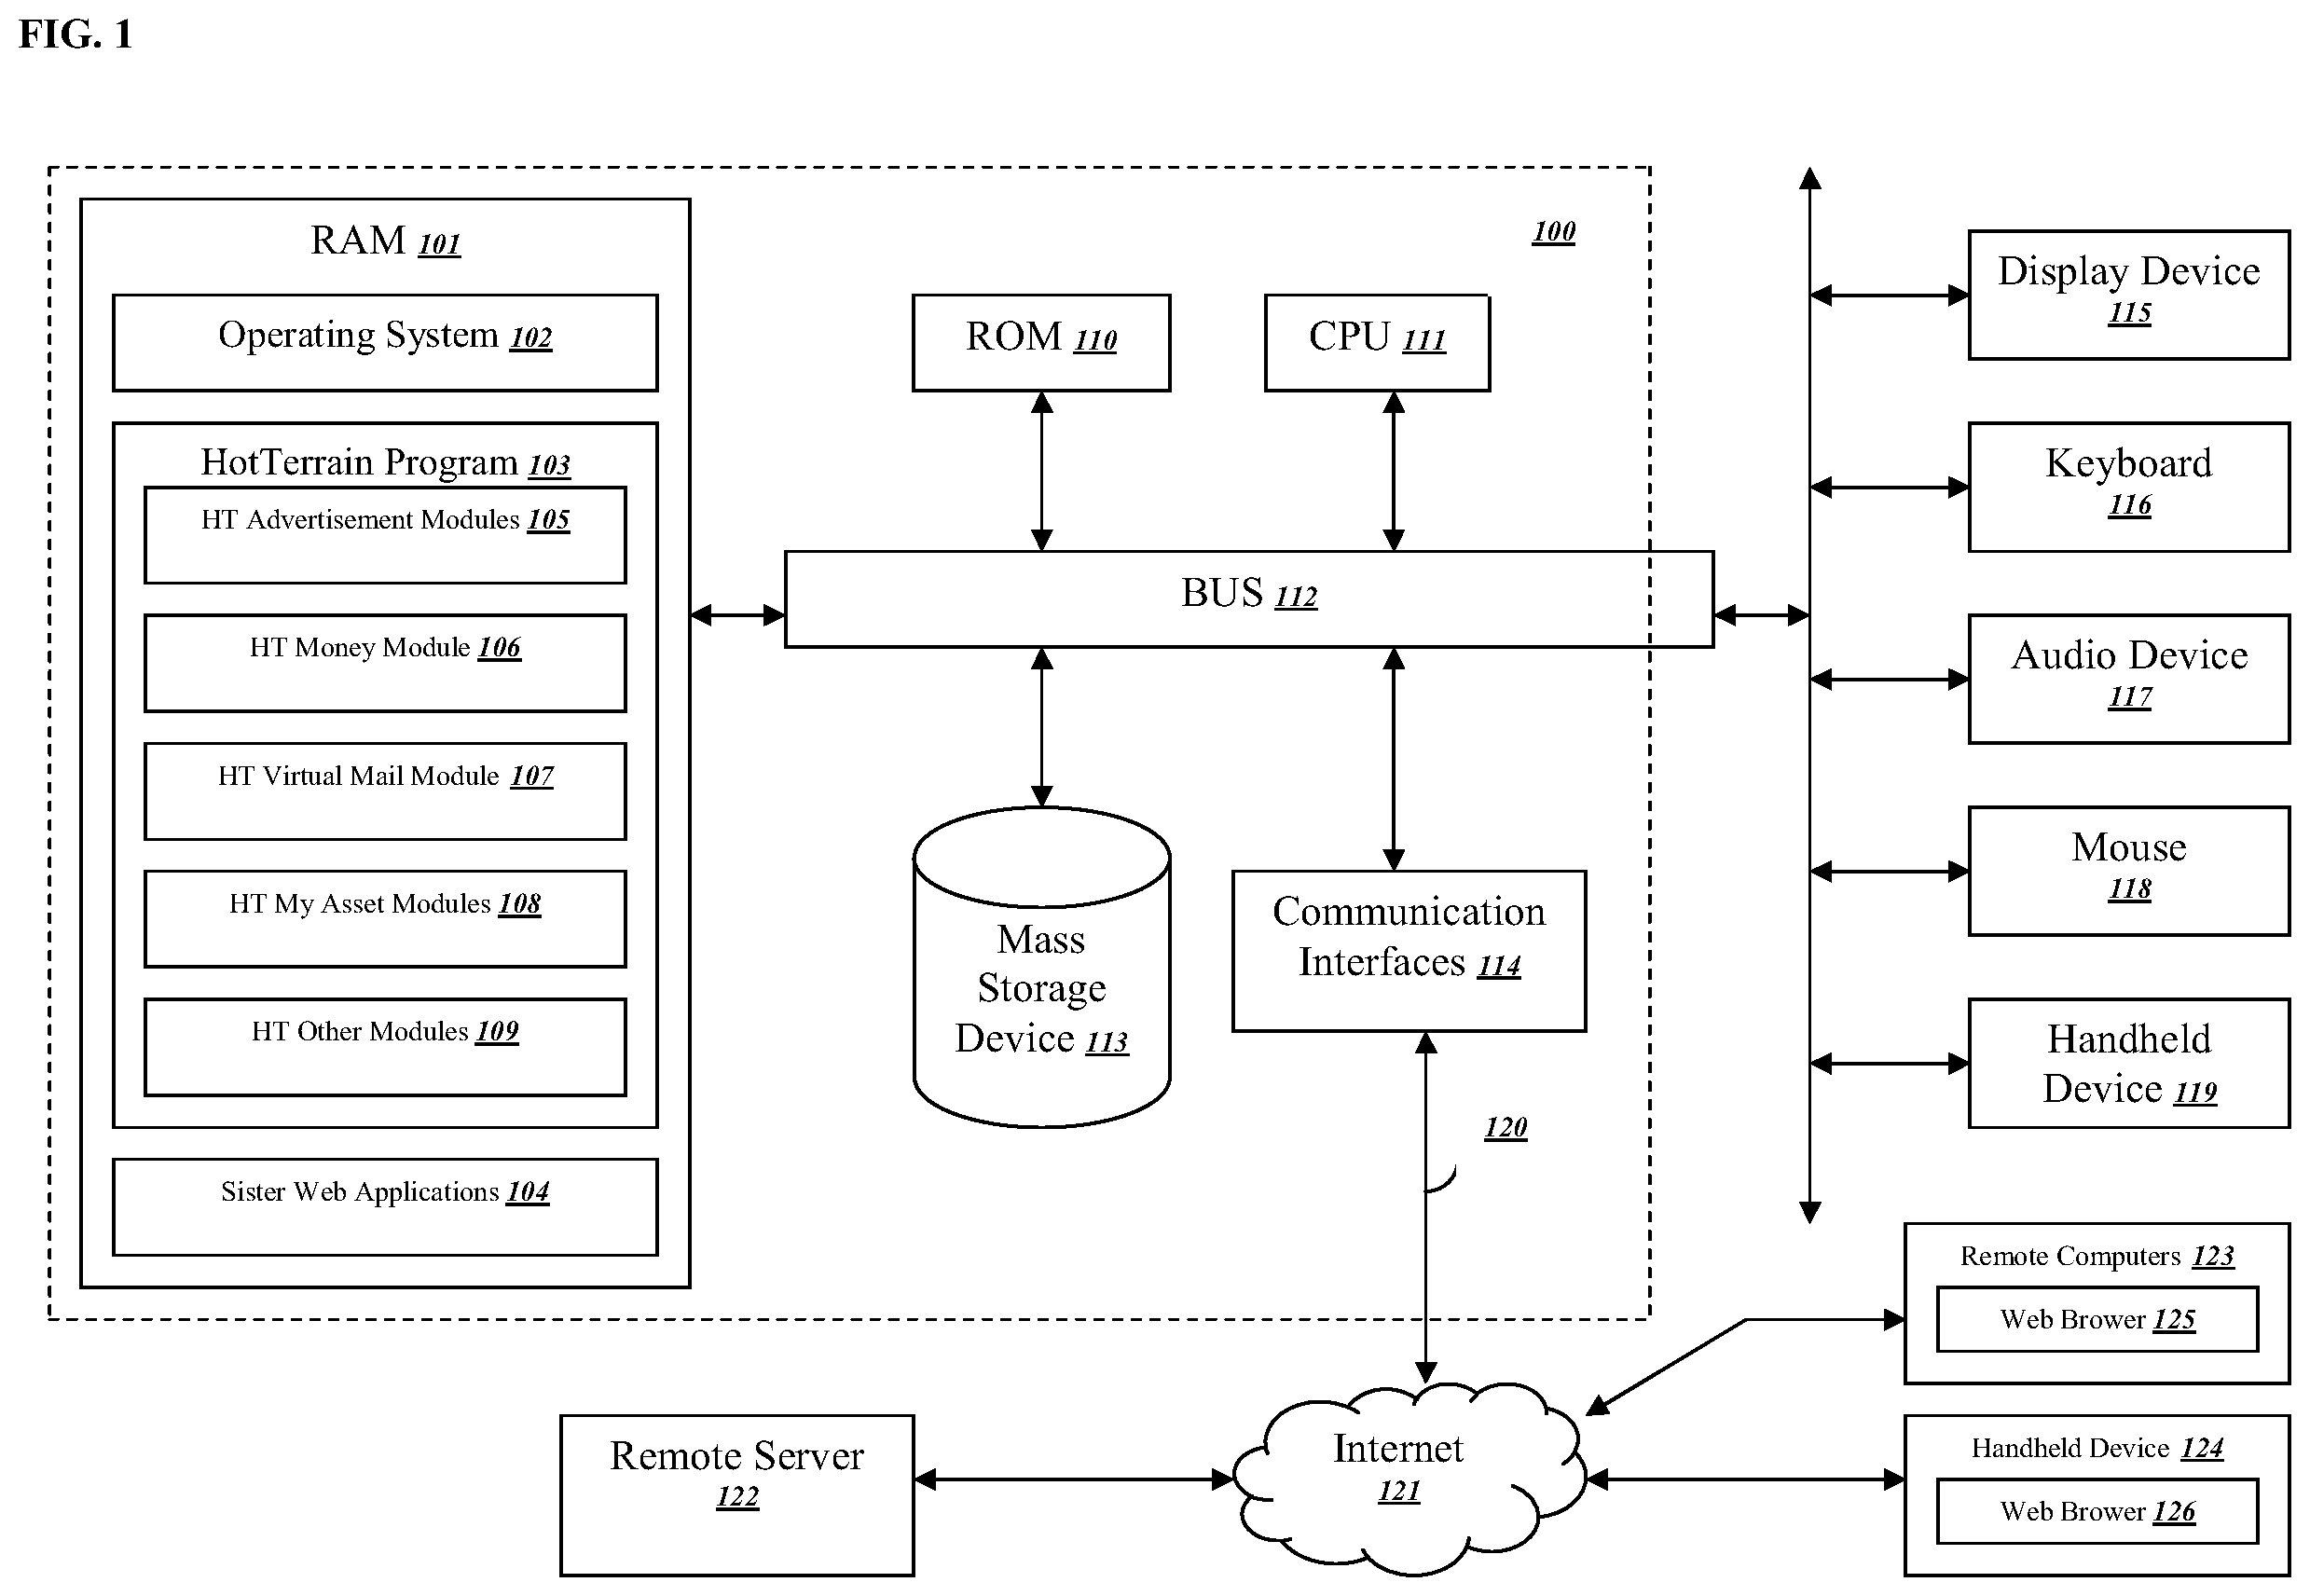 FIG. 1
RAM 101
Operating System 102
HotTerrain Program 103
HT Advertisement Modules 105
HT Money Module 106
HT Virtual Mail Module 107
HT My Asset Modules 108
HT Other Modules 109
Sister Web Applications 104
100
ROM 110
CPU 111
BUS 112
Mass
Storage
Device 113
Communication
Interfaces 114
120
Display Device
115
Keyboard
116
Audio Device
117
Mouse
118
Handheld
Device 119
Remote Computers 123
Web Brower 125
Remote Server
122
Internet
121
Handheld Device 124
Web Brower 126